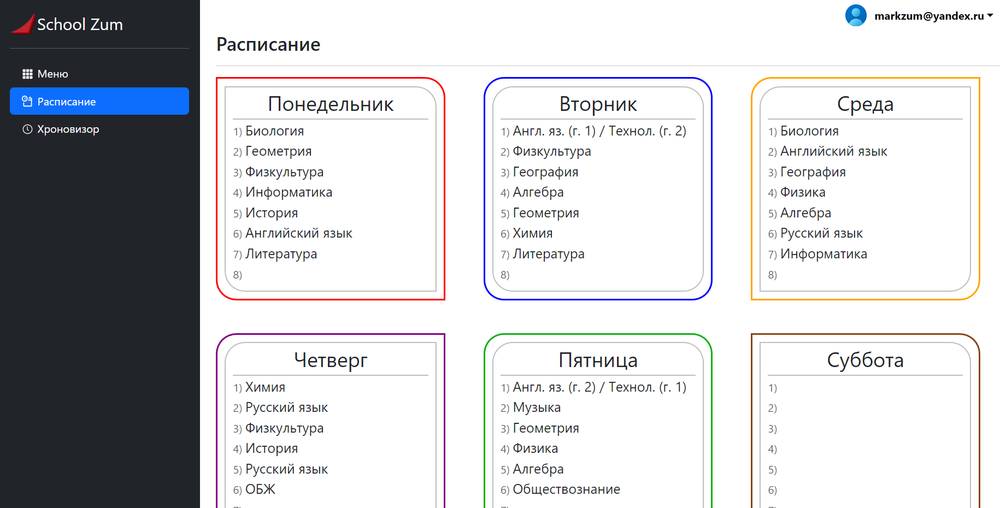 School Zum
markzum@yandex.ru
Меню
Расписание
Хроновизор
Расписание
Понедельник
1) Биология
2) Геометрия
3) Физкультура
4) Информатика
5) История
6) Английский язык
7) Литература
8)
Вторник
1) Англ. яз. (г. 1) / Технол. (г. 2)
2) Физкультура
3) География
4) Алгебра
5) Геометрия
6) Химия
7) Литература
8)
Среда
1) Биология
2) Английский язык
3) География
4) Физика
5) Алгебра
6) Русский язык
7) Информатика
8)
Четверг
1) Химия
2) Русский язык
3) Физкультура
4) История
5) Русский язык
6) ОБЖ
Пятница
1) Англ. яз. (г. 2) / Технол. (г. 1)
2) Музыка
3) Геометрия
4) Физика
5) Алгебра
6) Обществознание
Суббота
1)
2)
3)
4)
5)
6)